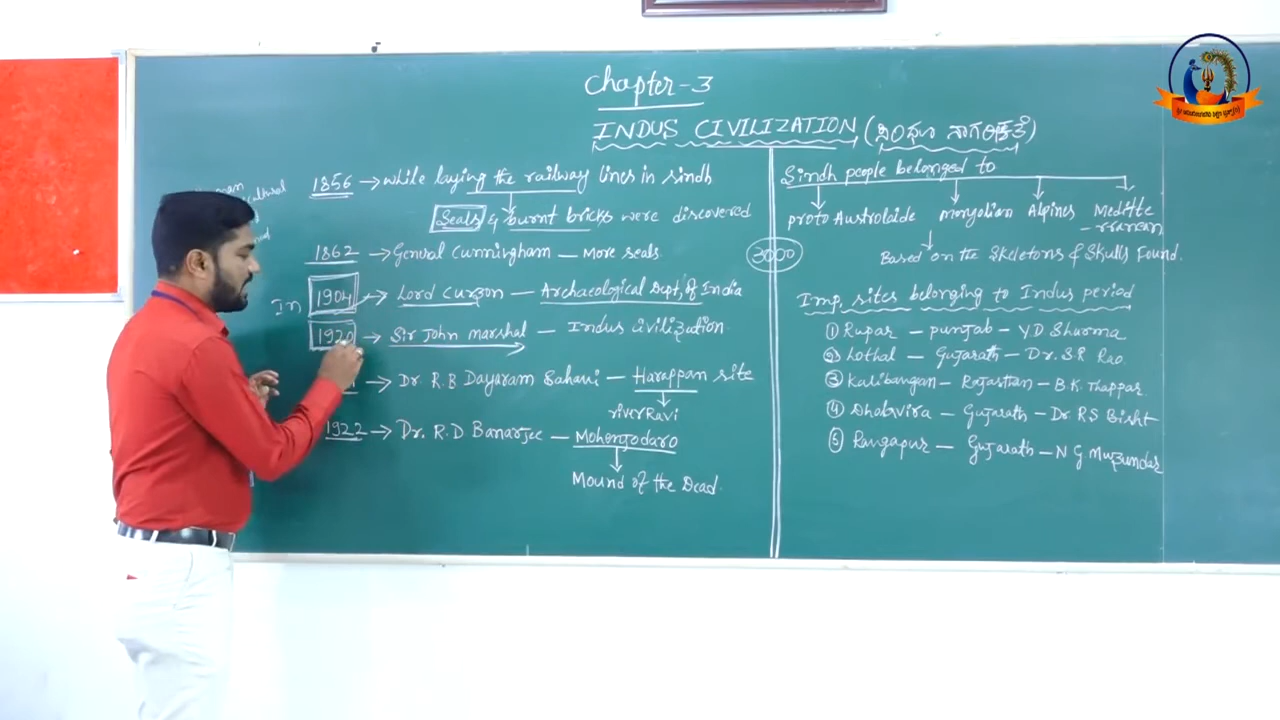 Chapter-3
INDUS CIVILIZATION (ಸಿಂಧೂ ನಾಗರಿಕತೆ)
1856 → While laying the railway lines in sindh
Seals & burnt bricks were discovered
1862 → General Cunningham — More seals.
In 1904 → Lord Curzon — Archaeological Dept, of India
1920 → Sir John marshal — Indus civilization
→ Dr. R.B Dayaram Sahani — Harappan site
river Ravi
1922 → Dr. R.D Banarjee — Mohenjodaro
Mound of the Dead.
3000
Sindh people belonged to
proto Austrolaide mongolian Alpines Meditte
-rranean
Based on the Skeletons & Skulls Found.
Imp, sites belonging to Indus period
① Rupar — punjab — Y.D Sharma
② Lothal — Gujarath — Dr. S.R Rao
③ Kalibangan — Rajasthan — B.K. Thappar
④ Dholavira — Gujarath — Dr RS Bisht
⑤ Rangapur — Gujarath — N G Muzumdar